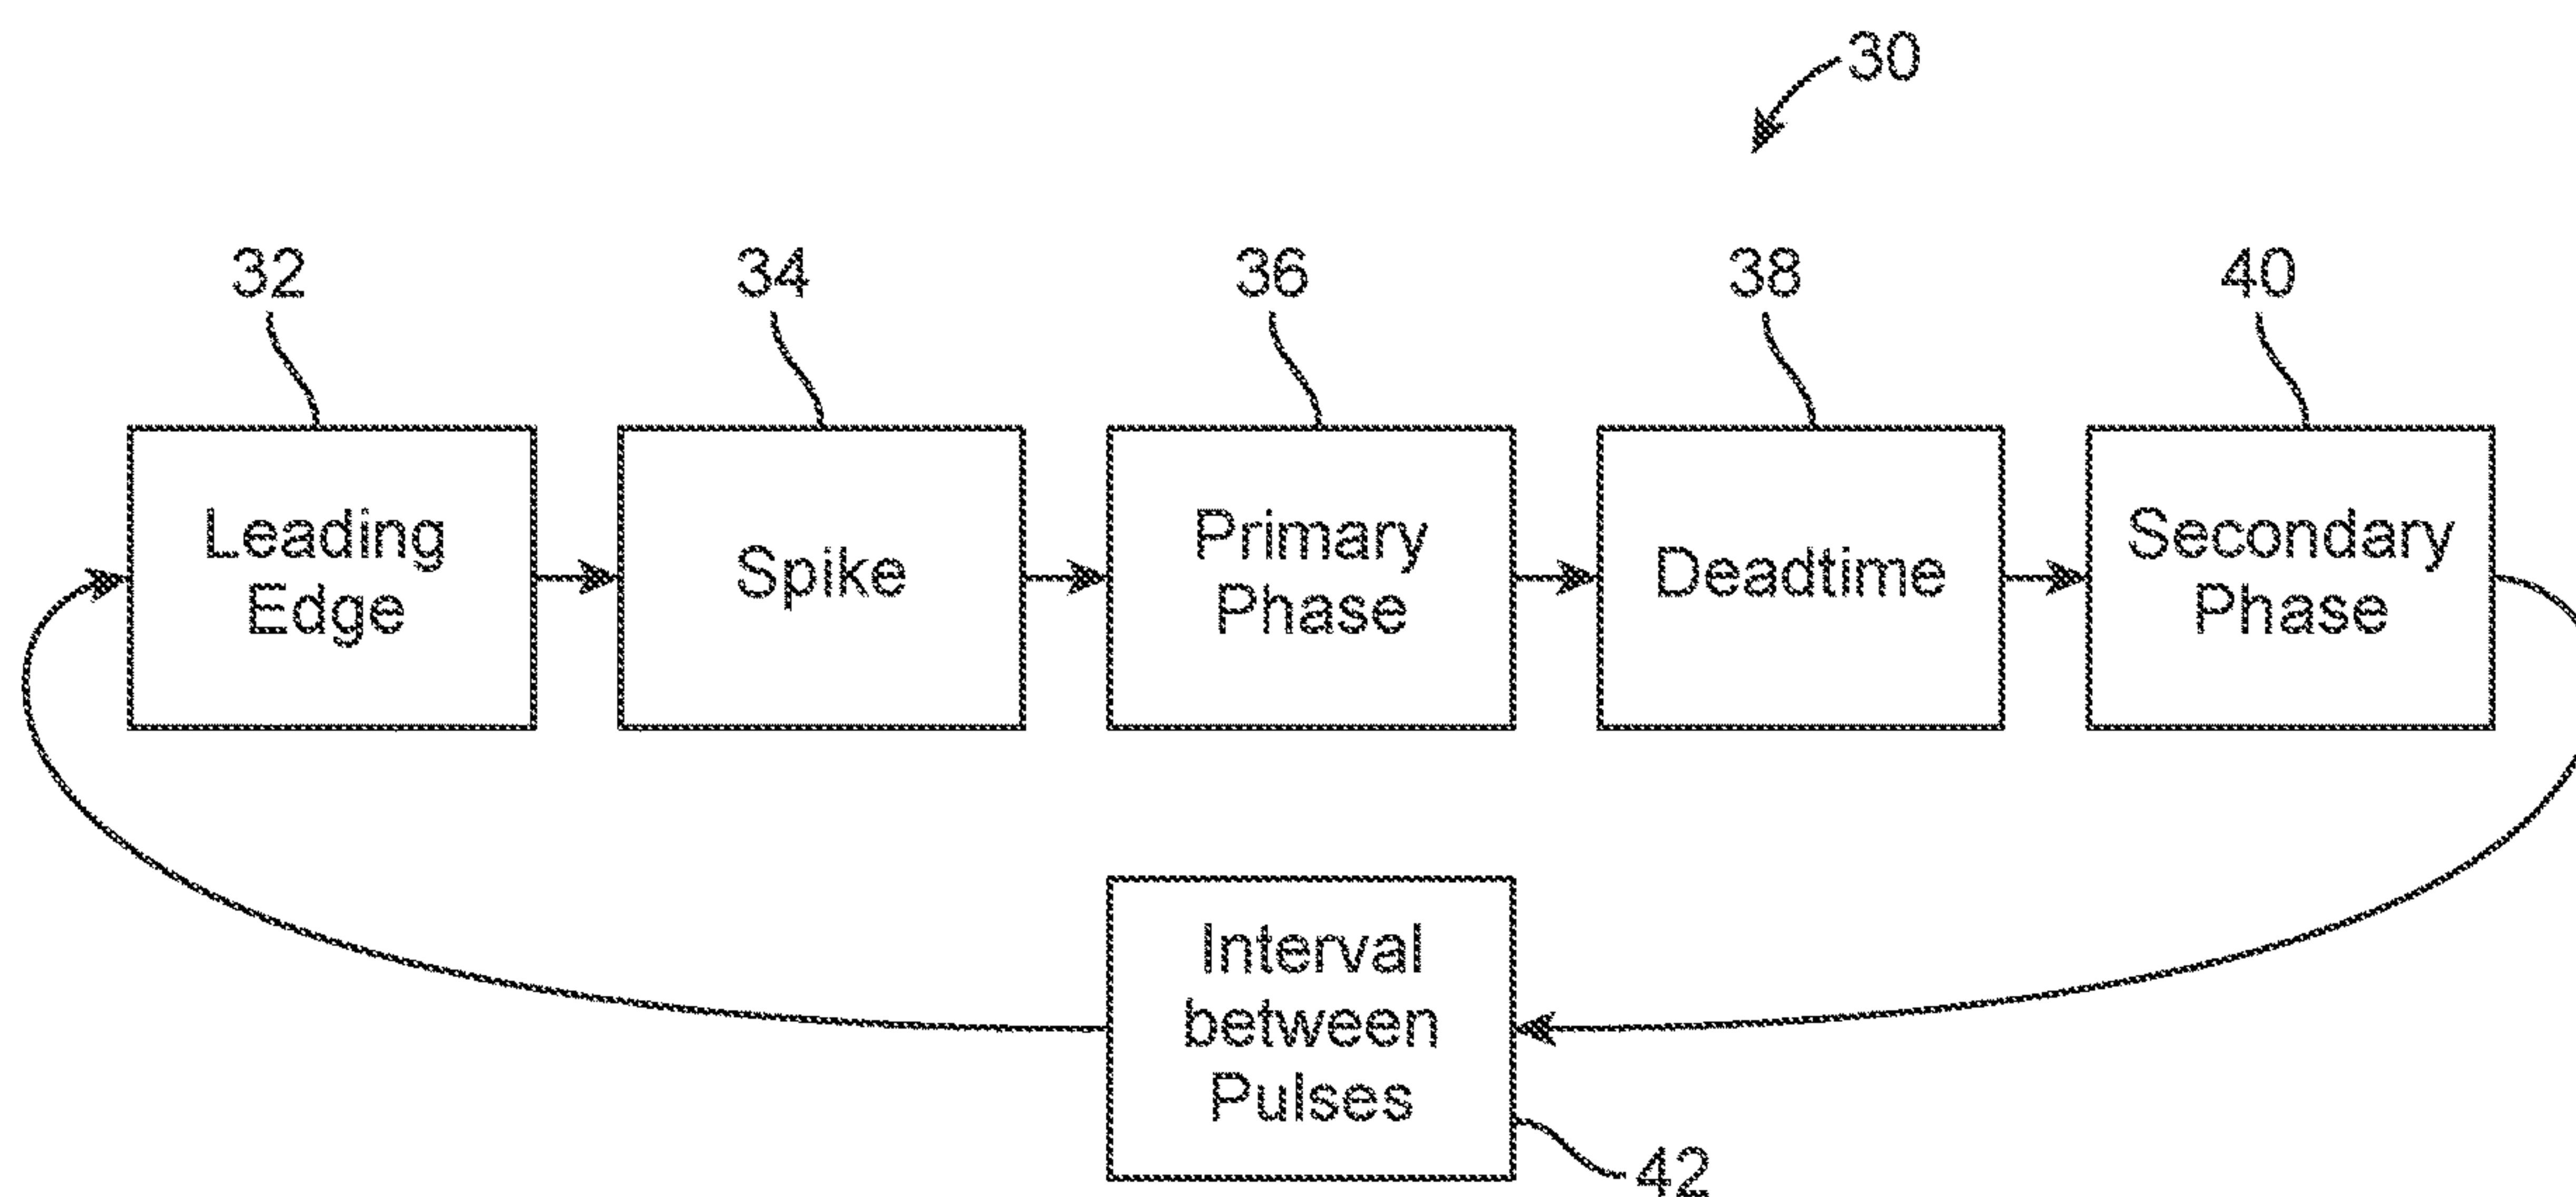 30
32
34
36
38
40
Leading
Edge
Spike
Primary
Phase
Deadtime
Secondary
Phase
Interval
between
Pulses
42